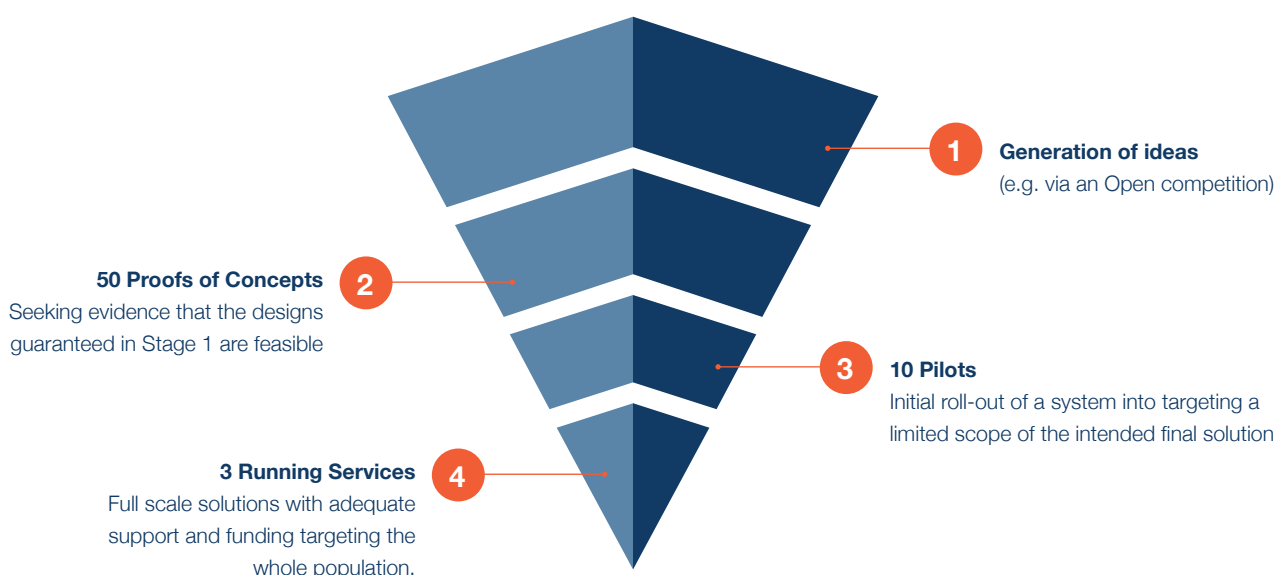 1
Generation of ideas
(e.g. via an Open competition)
50 Proofs of Concepts
2
Seeking evidence that the designs
guaranteed in Stage 1 are feasible
3
10 Pilots
Initial roll-out of a system into targeting a
limited scope of the intended final solution
3 Running Services
4
Full scale solutions with adequate
support and funding targeting the
whole population.